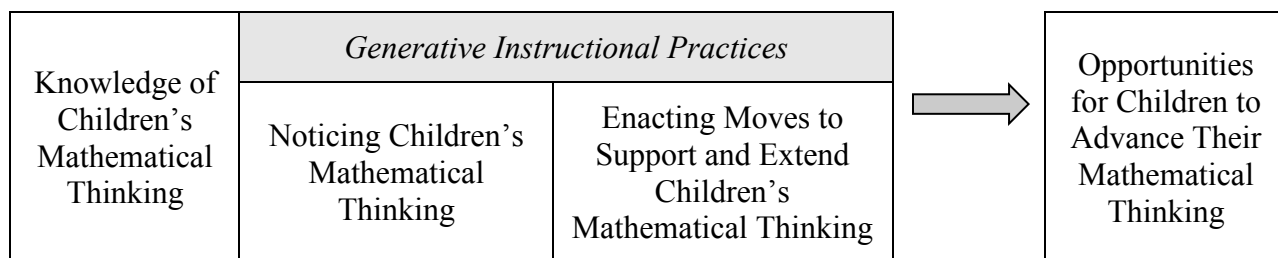 Knowledge of
Children's
Mathematical
Thinking
Generative Instructional Practices
Noticing Children's
Mathematical
Thinking
Enacting Moves to
Support and Extend
Children's
Mathematical Thinking
Opportunities
for Children to
Advance Their
Mathematical
Thinking